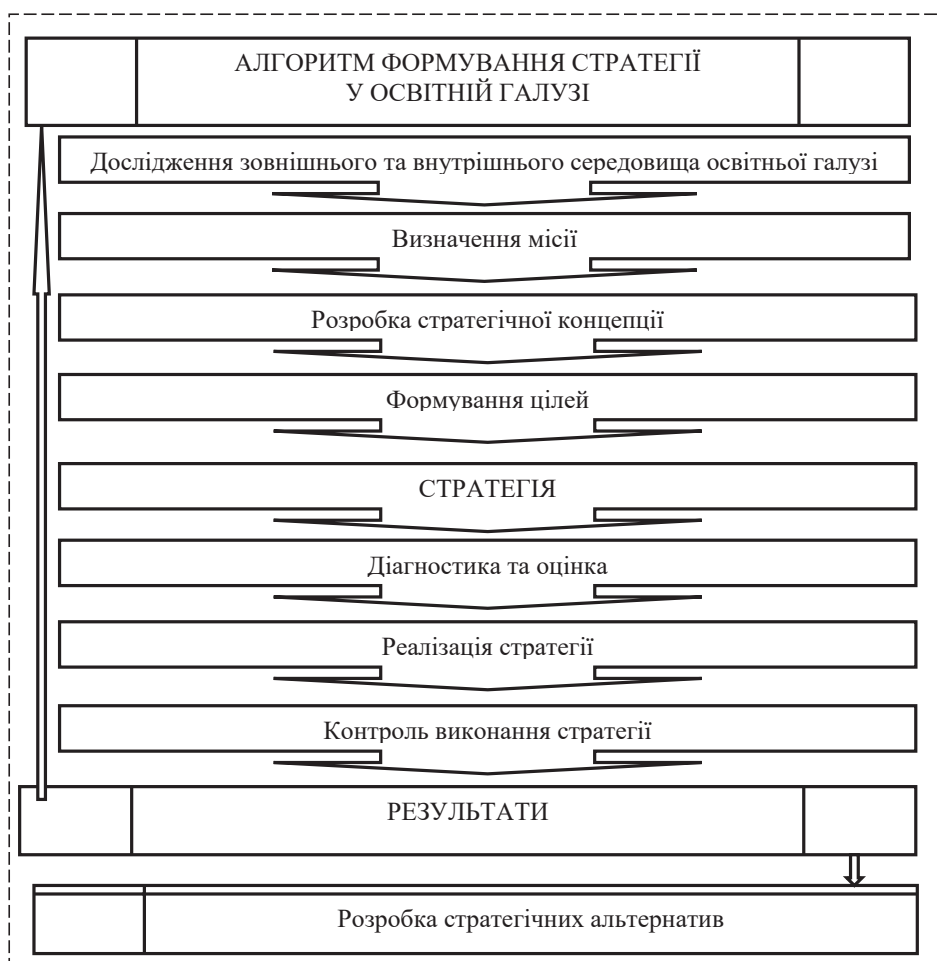 АЛГОРИТМ ФОРМУВАННЯ СТРАТЕГІЇ
У ОСВІТНІЙ ГАЛУЗІ
Дослідження зовнішнього та внутрішнього середовища освітньої галузі
Визначення місії
Розробка стратегічної концепції
Формування цілей
СТРАТЕГІЯ
Діагностика та оцінка
Реалізація стратегії
Контроль виконання стратегії
РЕЗУЛЬТАТИ
Розробка стратегічних альтернатив